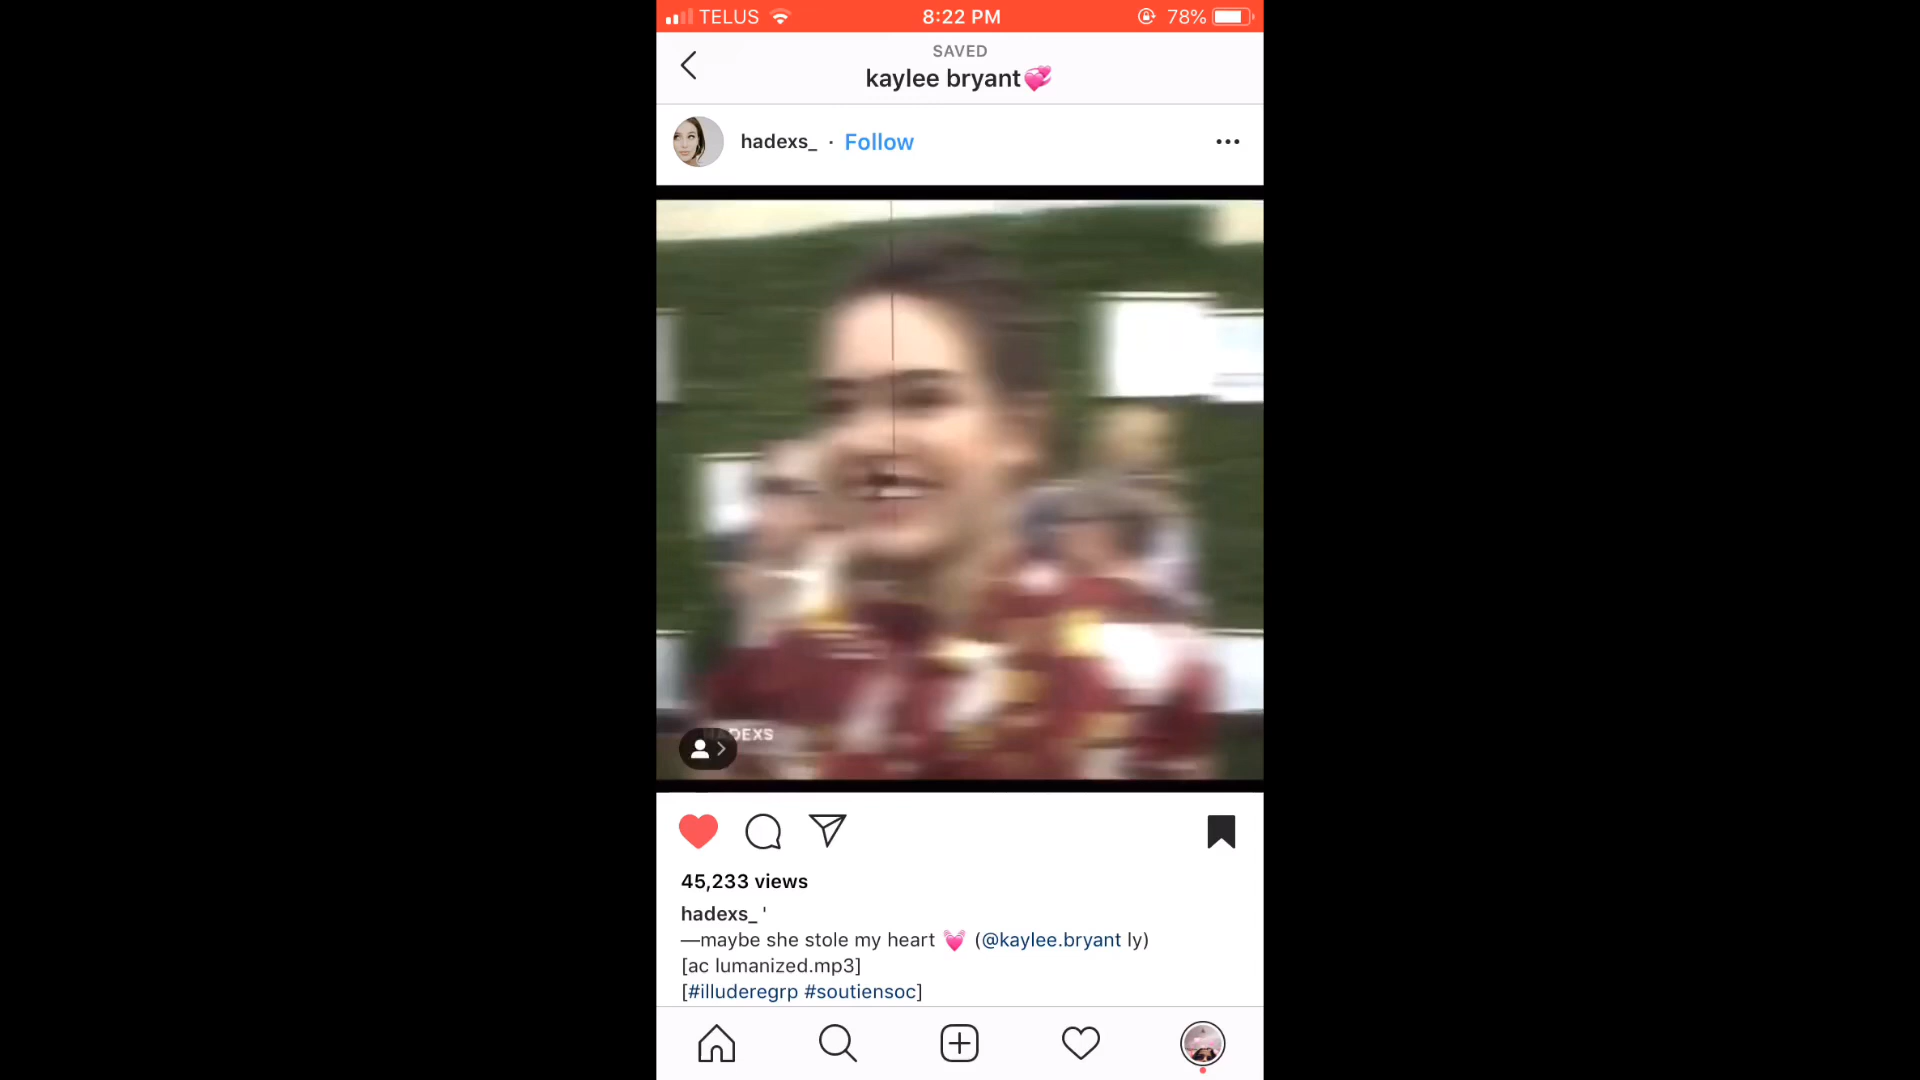 TELUS 8:22 PM 78%
SAVED
kaylee bryant💞
hadexs_ · Follow
HADEXS
45,233 views
hadexs_ '
—maybe she stole my heart 💓 (@kaylee.bryant ly)
[ac lumanized.mp3]
[#illuderegrp #soutiensoc]